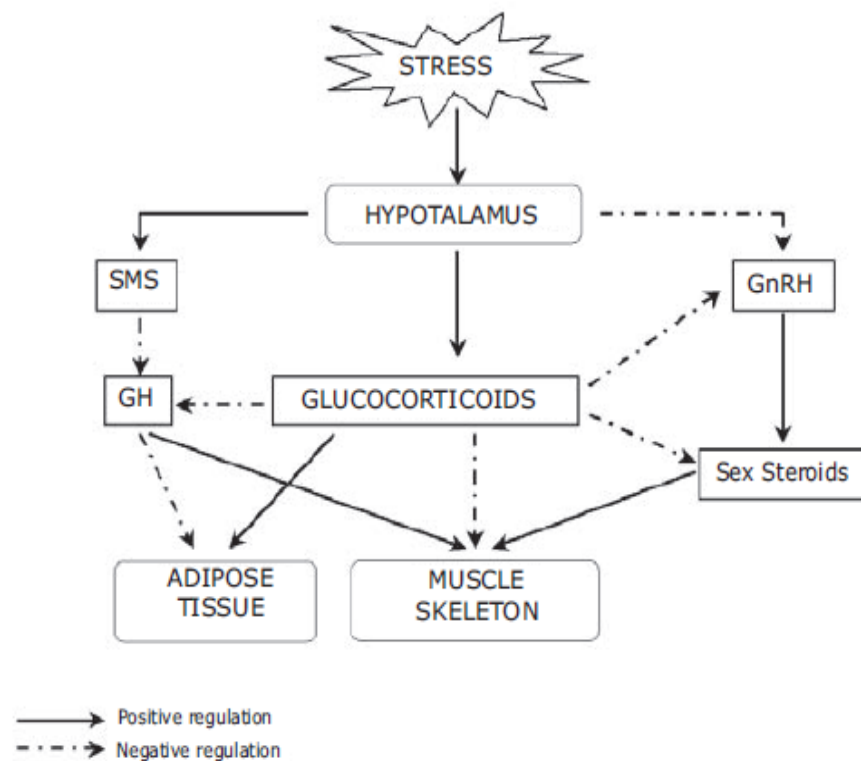 STRESS
HYPOTALAMUS
SMS
GnRH
GH
GLUCOCORTICOIDS
Sex Steroids
ADIPOSE
TISSUE
MUSCLE
SKELETON
Positive regulation
Negative regulation